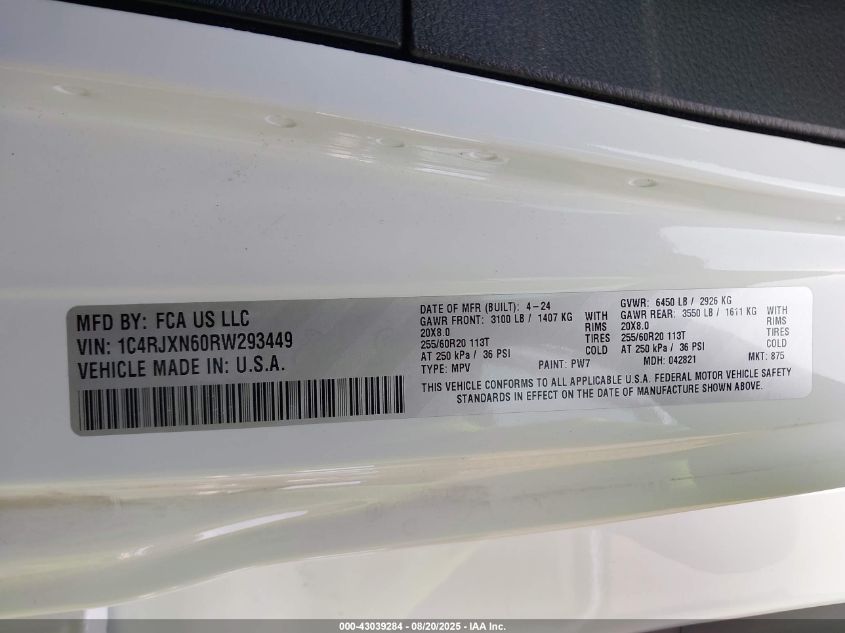 MFD BY: FCA US LLC
VIN: 1C4RJXN60RW293449
VEHICLE MADE IN: U.S.A.
DATE OF MFR (BUILT): 4-24
GAWR FRONT: 3100 LB / 1407 KG WITH
20X8.0 RIMS
255/60R20 113T TIRES
AT 250 kPa / 36 PSI COLD
TYPE: MPV PAINT: PW7
GVWR: 6450 LB / 2926 KG
GAWR REAR: 3550 LB / 1611 KG WITH
20X8.0 RIMS
255/60R20 113T TIRES
AT 250 kPa / 36 PSI COLD
MDH: 042821 MKT: 875
THIS VEHICLE CONFORMS TO ALL APPLICABLE U.S.A. FEDERAL MOTOR VEHICLE SAFETY
STANDARDS IN EFFECT ON THE DATE OF MANUFACTURE SHOWN ABOVE.
000-43039284 - 08/20/2025 - IAA Inc.